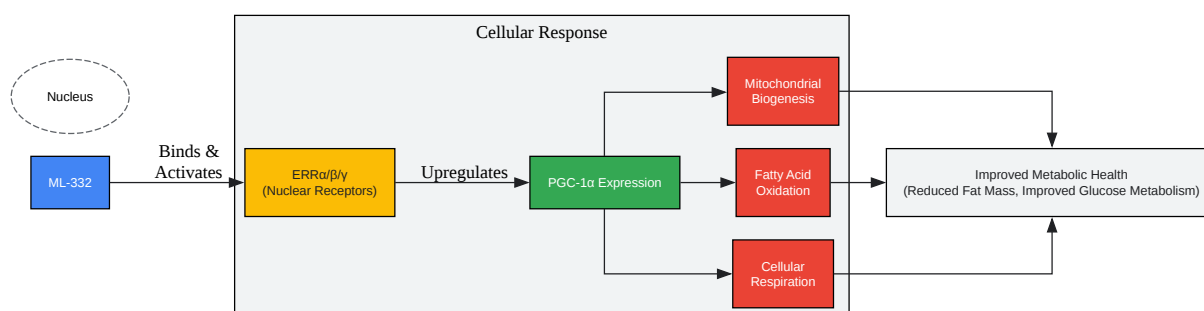 Cellular Response
Nucleus
ML-332
Binds &
Activates
ERRα/β/γ
(Nuclear Receptors)
Upregulates
PGC-1α Expression
Mitochondrial
Biogenesis
Fatty Acid
Oxidation
Cellular
Respiration
Improved Metabolic Health
(Reduced Fat Mass, Improved Glucose Metabolism)